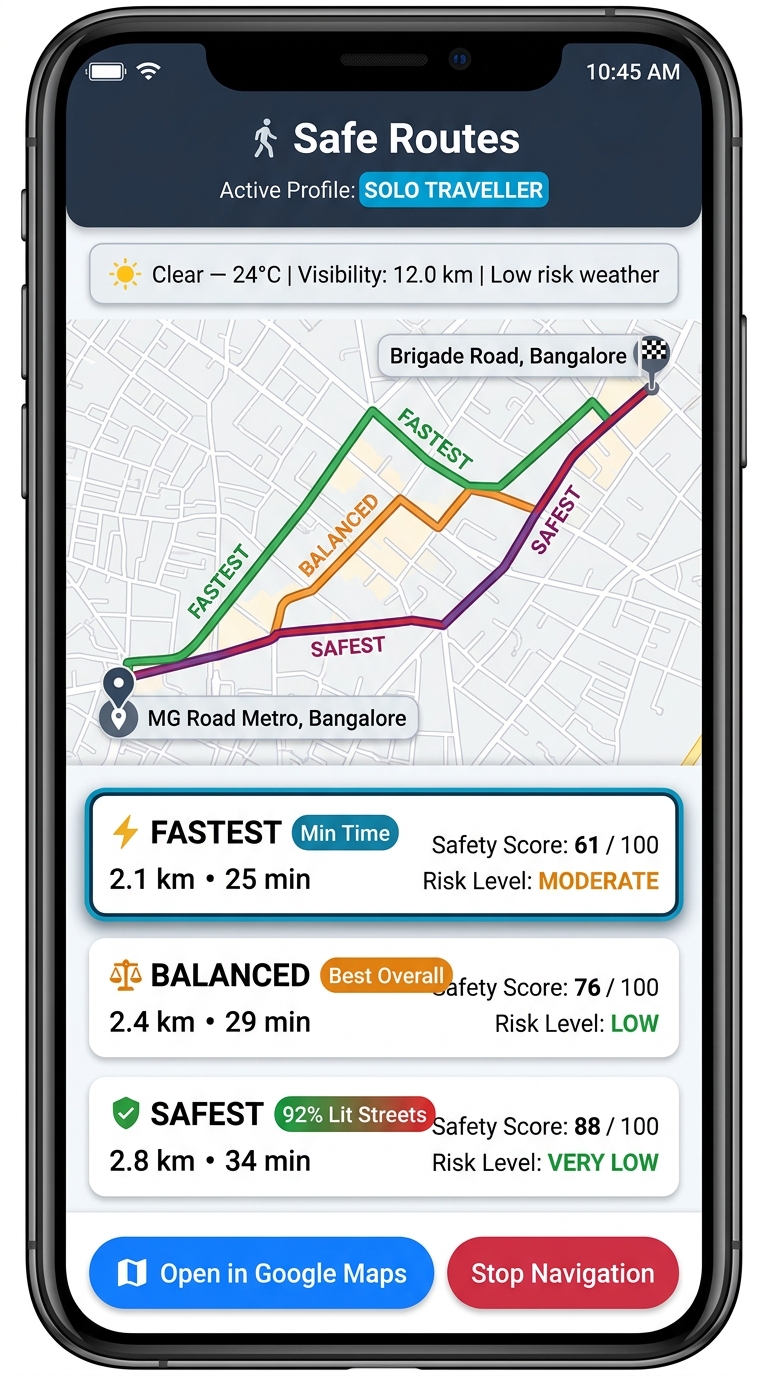 10:45 AM
Safe Routes
Active Profile: SOLO TRAVELLER
Clear — 24°C | Visibility: 12.0 km | Low risk weather
Brigade Road, Bangalore
FASTEST
BALANCED
FASTEST
SAFEST
SAFEST
MG Road Metro, Bangalore
FASTEST Min Time
Safety Score: 61 / 100
2.1 km • 25 min
Risk Level: MODERATE
BALANCED Best Overall
Safety Score: 76 / 100
2.4 km • 29 min
Risk Level: LOW
SAFEST 92% Lit Streets
Safety Score: 88 / 100
2.8 km • 34 min
Risk Level: VERY LOW
Open in Google Maps
Stop Navigation